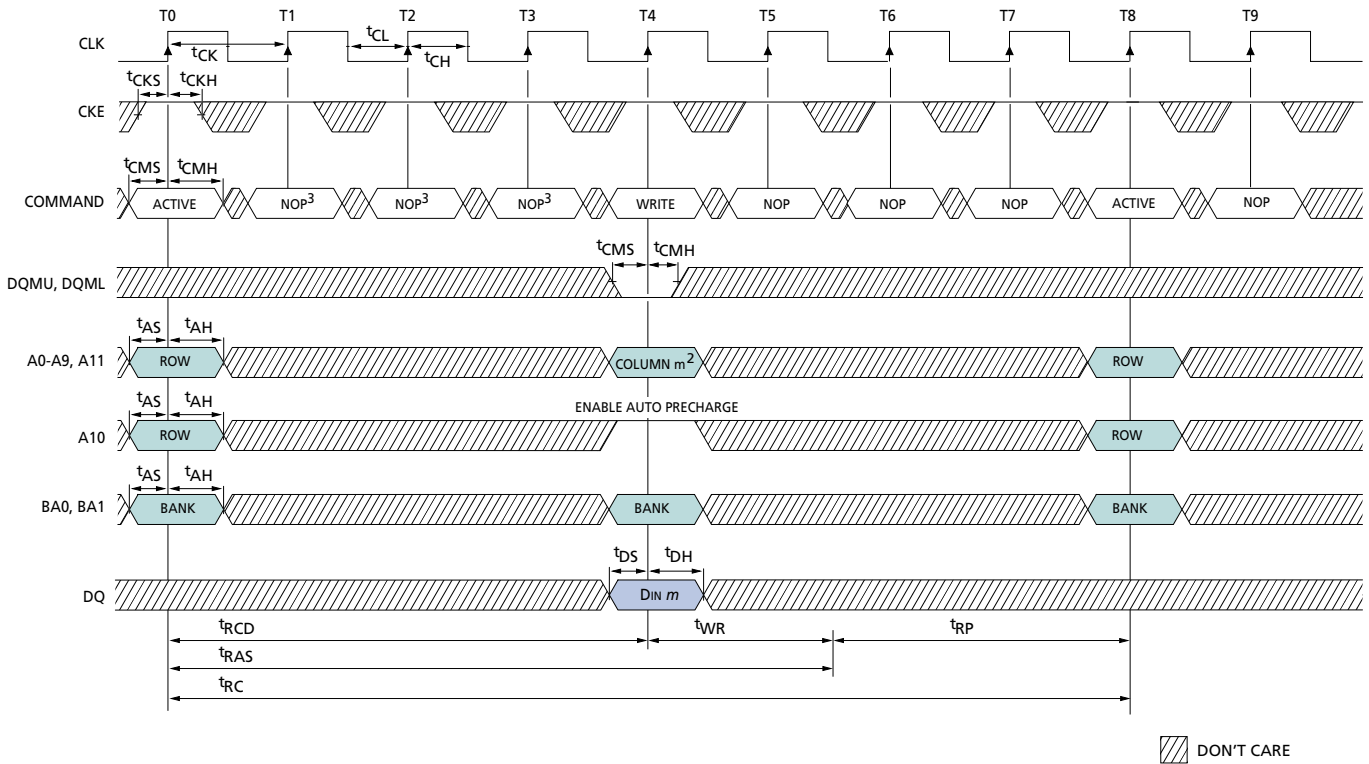 T0 T1 T2 T3 T4 T5 T6 T7 T8 T9
CLK
tCK
tCL
tCH
tCKS tCKH
CKE
tCMS tCMH
COMMAND
ACTIVE NOP3 NOP3 NOP3 WRITE NOP NOP NOP ACTIVE NOP
tCMS tCMH
DQMU, DQML
tAS tAH
A0-A9, A11
ROW COLUMN m2 ROW
tAS tAH
ENABLE AUTO PRECHARGE
A10
ROW ROW
tAS tAH
BA0, BA1
BANK BANK BANK
tDS tDH
DQ
DIN m
tRCD tWR tRP
tRAS
tRC
DON'T CARE